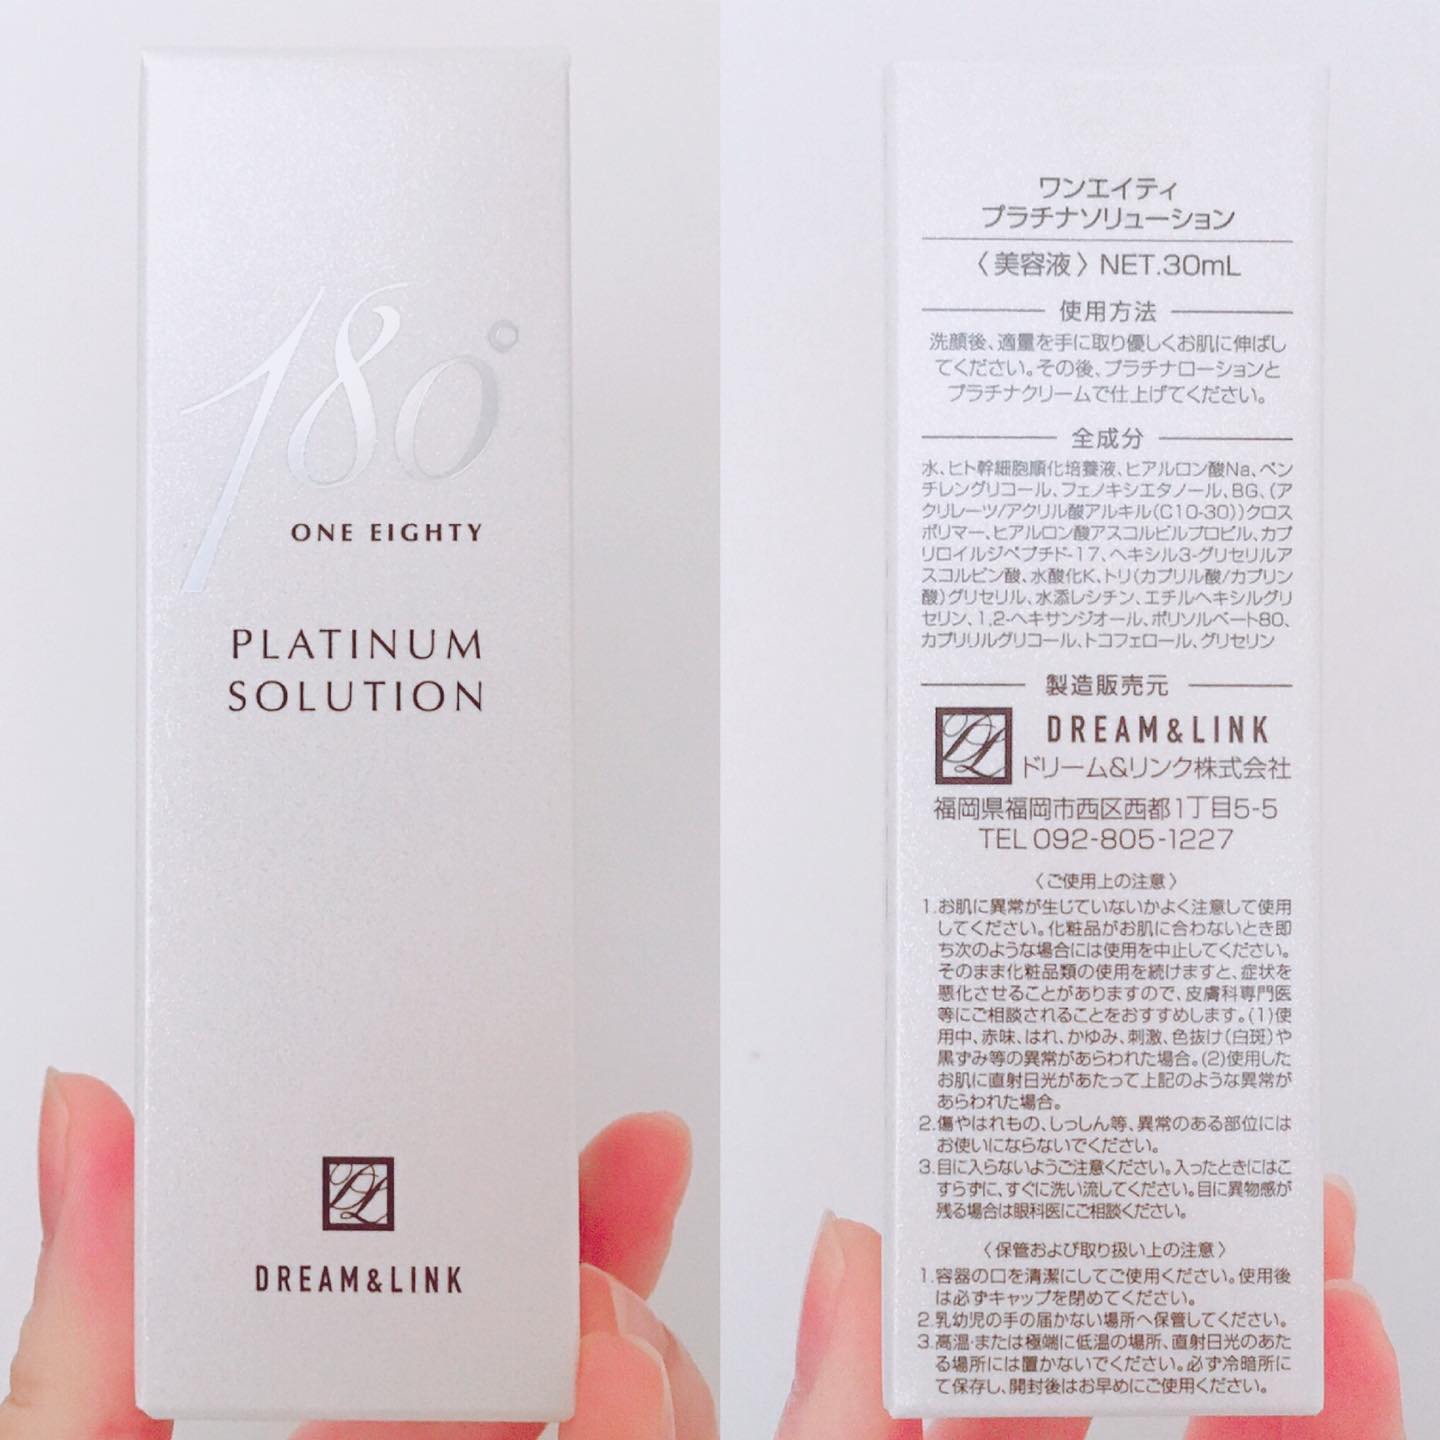 180°
ONE EIGHTY
PLATINUM
SOLUTION
DL
DREAM&LINK
ワンエイティ
プラチナソリューション
〈美容液〉NET.30mL
使用方法
洗顔後、適量を手に取り優しくお肌に伸ばし
てください。その後、プラチナローションと
プラチナクリームで仕上げてください。
全成分
水、ヒト幹細胞順化培養液、ヒアルロン酸Na、ペン
チレングリコール、フェノキシエタノール、BG、(ア
クリレーツ/アクリル酸アルキル(C10-30))クロス
ポリマー、ヒアルロン酸アスコルビルプロピル、カプ
リロイルジペプチド-17、ヘキシル3-グリセリルア
スコルビン酸、水酸化K、トリ(カプリル酸/カプリン
酸)グリセリル、水添レシチン、エチルヘキシルグリ
セリン、1,2-ヘキサンジオール、ポリソルベート80、
カプリリルグリコール、トコフェロール、グリセリン
製造販売元
DL
DREAM&LINK
ドリーム&リンク株式会社
福岡県福岡市西区西都1丁目5-5
TEL 092-805-1227
〈ご使用上の注意〉
1.お肌に異常が生じていないかよく注意して使用
してください。化粧品がお肌に合わないとき即
ち次のような場合には使用を中止してください。
そのまま化粧品類の使用を続けますと、症状を
悪化させることがありますので、皮膚科専門医
等にご相談されることをおすすめします。(1)使
用中、赤味、はれ、かゆみ、刺激、色抜け(白斑)や
黒ずみ等の異常があらわれた場合。(2)使用した
お肌に直射日光があたって上記のような異常が
あらわれた場合。
2.傷やはれもの、しっしん等、異常のある部位には
お使いにならないでください。
3.目に入らないようご注意ください。入ったときにはこ
すらずに、すぐに洗い流してください。目に異物感が
残る場合は眼科医にご相談ください。
〈保管および取り扱い上の注意〉
1.容器の口を清潔にしてご使用ください。使用後
は必ずキャップを閉めてください。
2.乳幼児の手の届かない場所へ保管してください。
3.高温·または極端に低温の場所、直射日光のあた
る場所には置かないでください。必ず冷暗所に
て保存し、開封後はお早めにご使用ください。